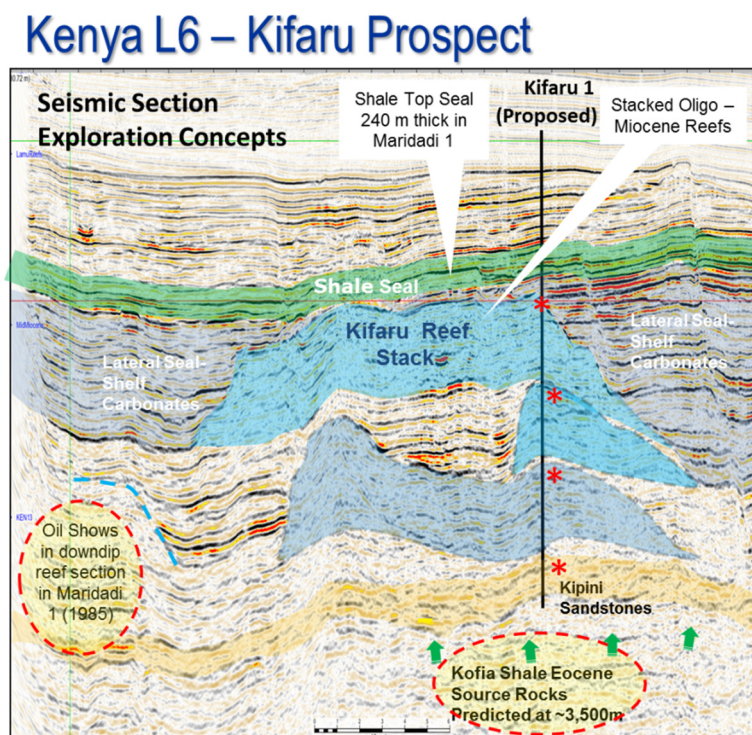 Kenya L6 – Kifaru Prospect
Seismic Section
Exploration Concepts
Shale Top Seal
240 m thick in
Maridadi 1
Kifaru 1
(Proposed)
Stacked Oligo –
Miocene Reefs
LamuReefs
Shale Seal
MidMiocene
Kifaru Reef
Stack
Lateral Seal-
Shelf
Carbonates
Lateral Seal-
Shelf
Carbonates
KEN13
Oil Shows
in downdip
reef section
in Maridadi
1 (1985)
Kipini
Sandstones
Kofia Shale Eocene
Source Rocks
Predicted at ~3,500m